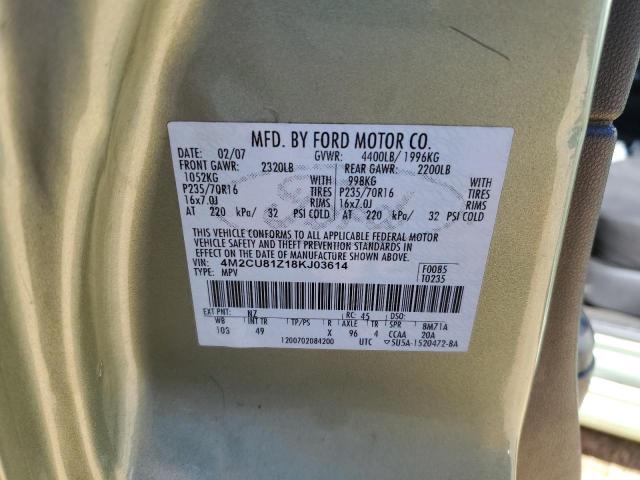 MFD. BY FORD MOTOR CO.
DATE: 02/07 GVWR: 4400LB/ 1996KG
FRONT GAWR: 2320LB REAR GAWR: 2200LB
1052KG WITH 998KG WITH
P235/70R16 TIRES P235/70R16 TIRES
16x7.0J RIMS 16x7.0J RIMS
AT 220 kPa/ 32 PSI COLD AT 220 kPa/ 32 PSI COLD
THIS VEHICLE CONFORMS TO ALL APPLICABLE FEDERAL MOTOR
VEHICLE SAFETY AND THEFT PREVENTION STANDARDS IN
EFFECT ON THE DATE OF MANUFACTURE SHOWN ABOVE.
VIN: 4M2CU81Z18KJ03614 F0085
TYPE: MPV T0235
EXT PNT: NZ RC: 45 DSO:
WB INT TR TP/PS R AXLE TR SPR 8M71A
103 49 X 96 4 CCAA 20A
1200702084200 UTC ▽5U5A-1520472-BA